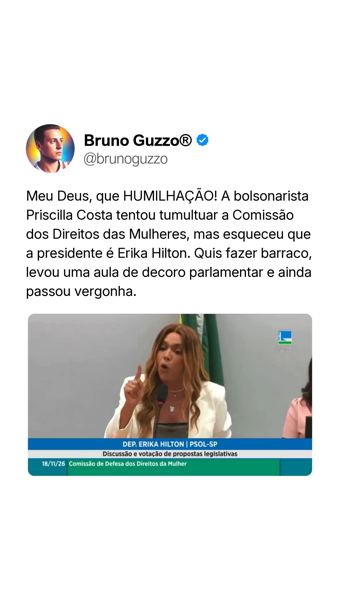 Bruno Guzzo®
@brunoguzzo
Meu Deus, que HUMILHAÇÃO! A bolsonarista
Priscilla Costa tentou tumultuar a Comissão
dos Direitos das Mulheres, mas esqueceu que
a presidente é Erika Hilton. Quis fazer barraco,
levou uma aula de decoro parlamentar e ainda
passou vergonha.
DEP. ERIKA HILTON | PSOL-SP
Discussão e votação de propostas legislativas
18/11/26 Comissão de Defesa dos Direitos da Mulher